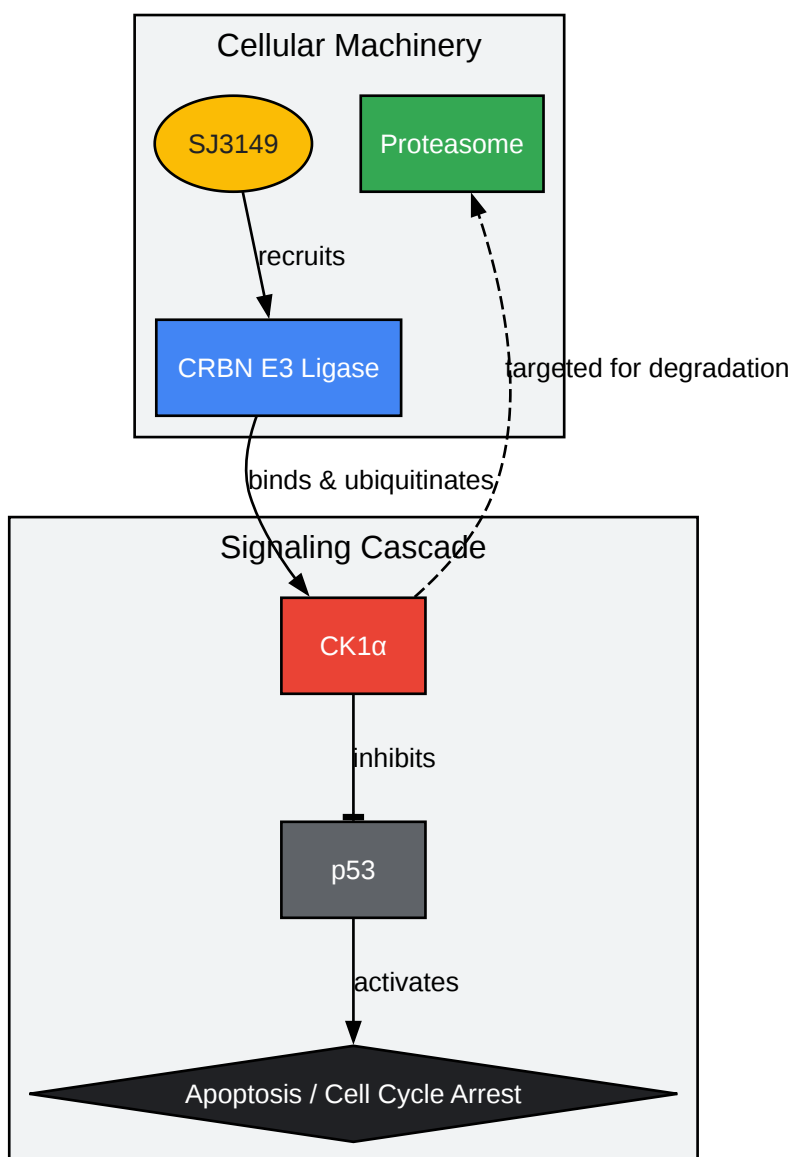 Cellular Machinery
SJ3149
Proteasome
recruits
CRBN E3 Ligase
targeted for degradation
binds & ubiquitinates
Signaling Cascade
CK1α
inhibits
p53
activates
Apoptosis / Cell Cycle Arrest